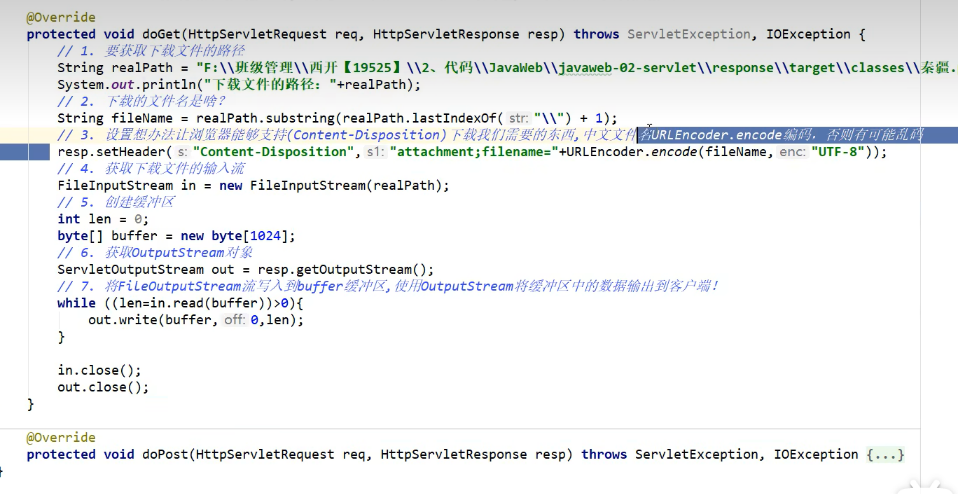 @Override
protected void doGet(HttpServletRequest req, HttpServletResponse resp) throws ServletException, IOException {
// 1. 要获取下载文件的路径
String realPath = "F:\\班级管理\\西开【19525】\\2、代码\\JavaWeb\\javaweb-02-servlet\\response\\target\\classes\\秦疆.
System.out.println("下载文件的路径："+realPath);
// 2. 下载的文件名是啥？
String fileName = realPath.substring(realPath.lastIndexOf( str: "\\") + 1);
// 3. 设置想办法让浏览器能够支持(Content-Disposition)下载我们需要的东西,中文文件名URLEncoder.encode编码，否则有可能乱码
resp.setHeader( s: "Content-Disposition", s1: "attachment;filename="+URLEncoder.encode(fileName, enc: "UTF-8"));
// 4. 获取下载文件的输入流
FileInputStream in = new FileInputStream(realPath);
// 5. 创建缓冲区
int len = 0;
byte[] buffer = new byte[1024];
// 6. 获取OutputStream对象
ServletOutputStream out = resp.getOutputStream();
// 7. 将FileOutputStream流写入到buffer缓冲区,使用OutputStream将缓冲区中的数据输出到客户端！
while ((len=in.read(buffer))>0){
out.write(buffer, off: 0,len);
}
in.close();
out.close();
}
@Override
protected void doPost(HttpServletRequest req, HttpServletResponse resp) throws ServletException, IOException {...}
}